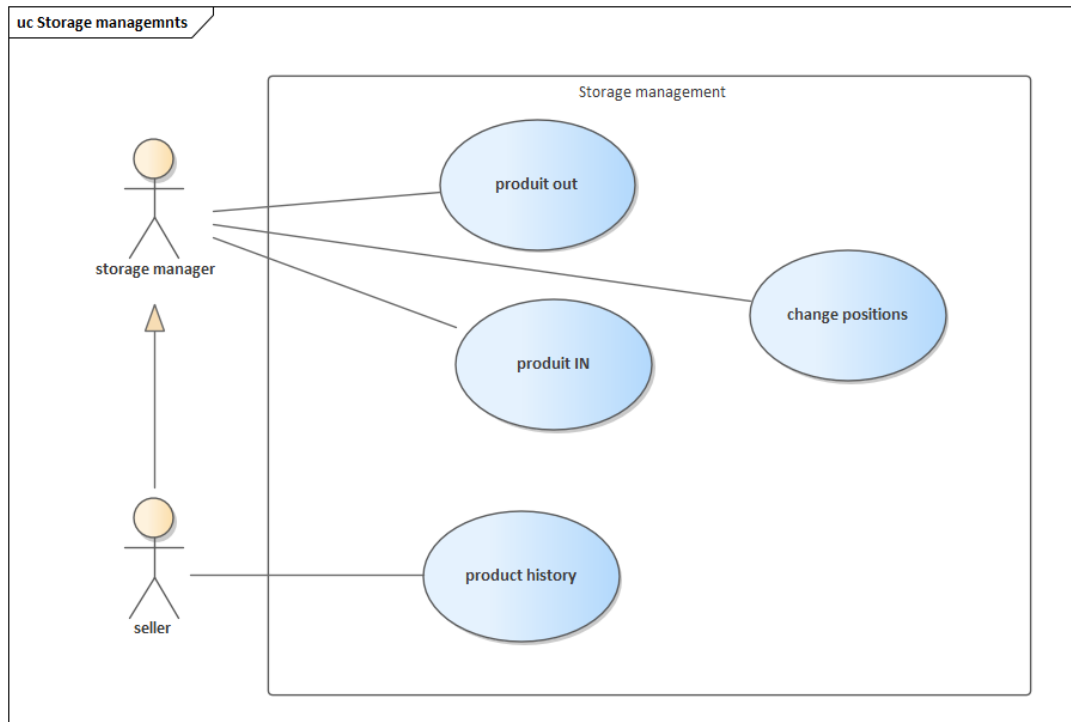 uc Storage managemnts
Storage management
produit out
storage manager
change positions
produit IN
product history
seller